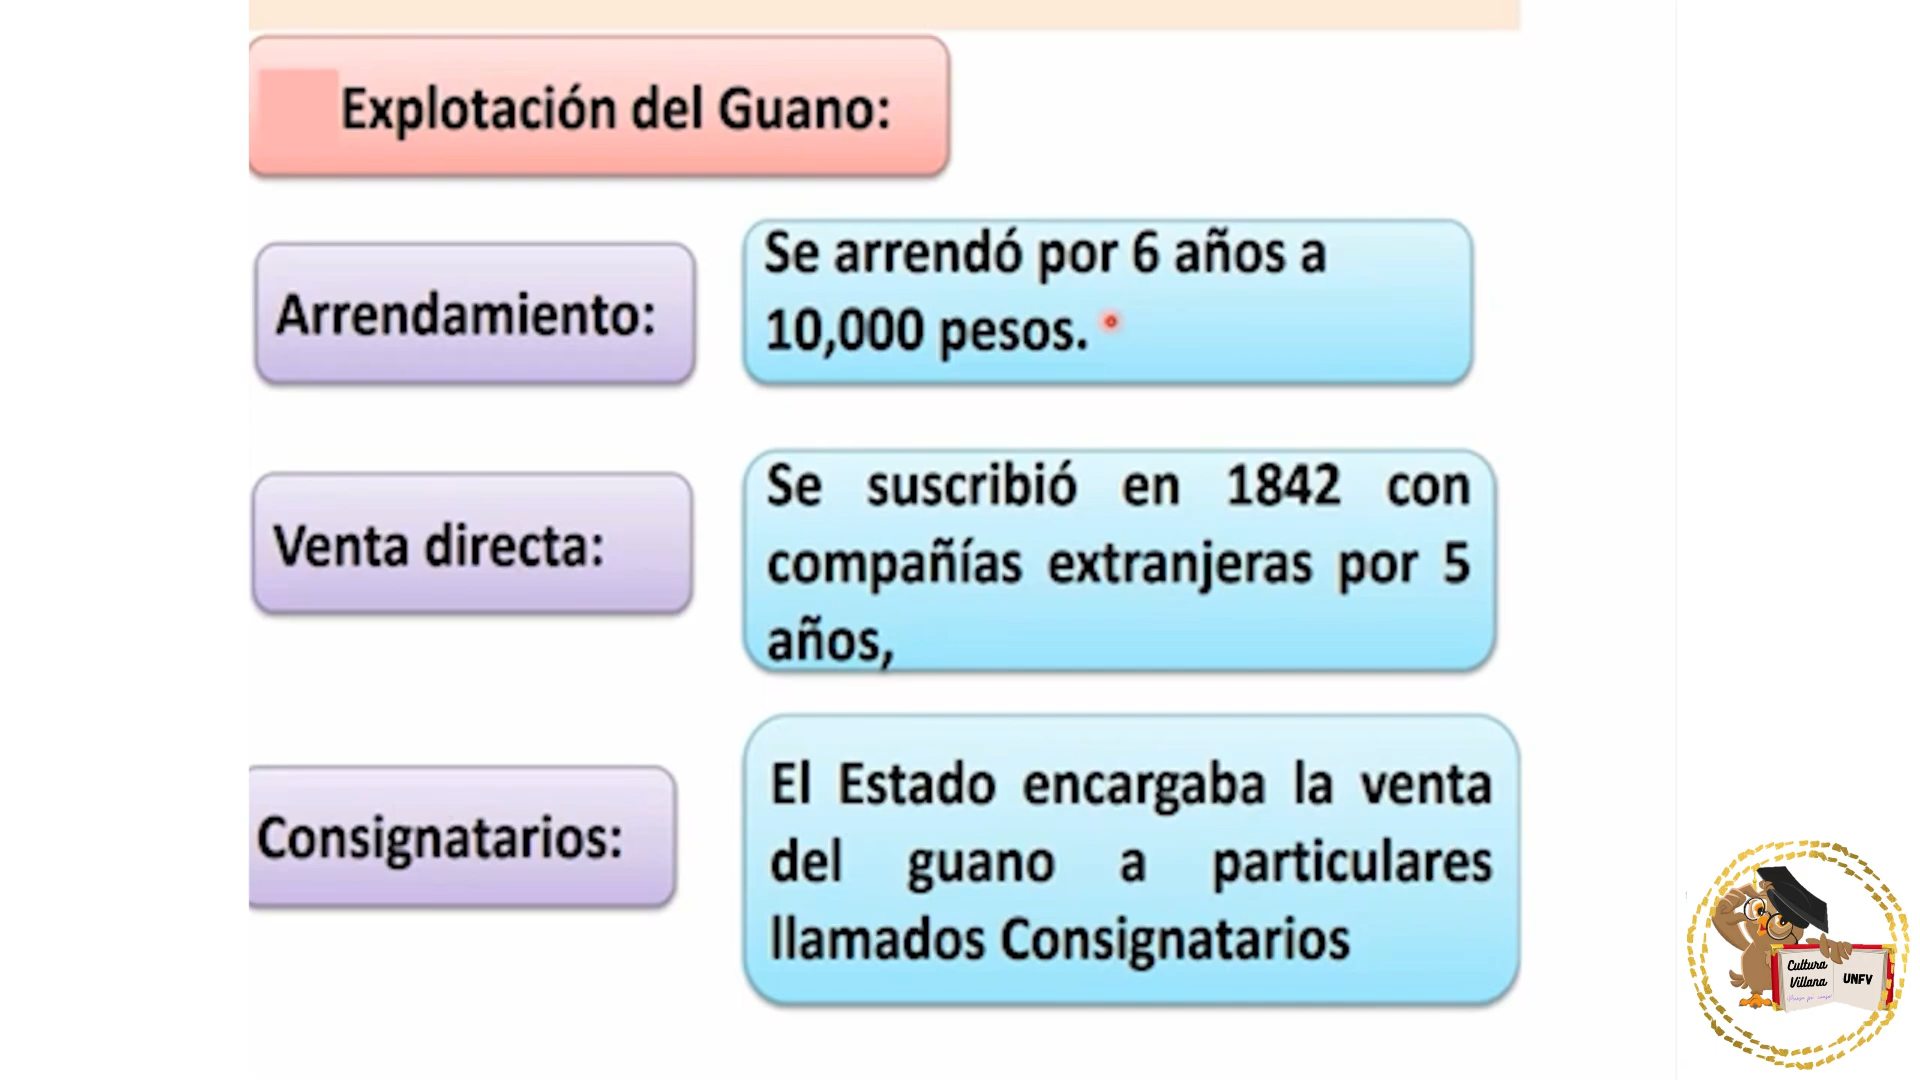 Explotación del Guano:
Arrendamiento:
Se arrendó por 6 años a
10,000 pesos.
Venta directa:
Se suscribió en 1842 con
compañías extranjeras por 5
años,
Consignatarios:
El Estado encargaba la venta
del guano a particulares
llamados Consignatarios
Cultura
Villana
UNFV